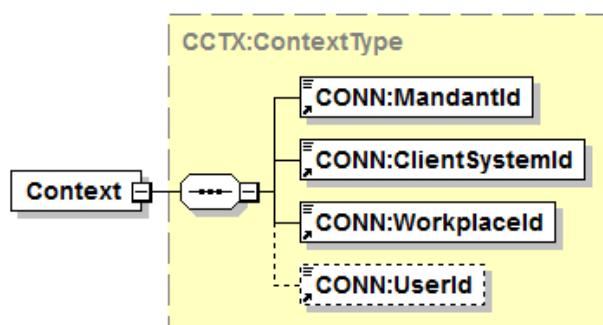 CCTX:ContextType
CONN:MandantId
CONN:ClientSystemId
Context
CONN:WorkplaceId
CONN:UserId